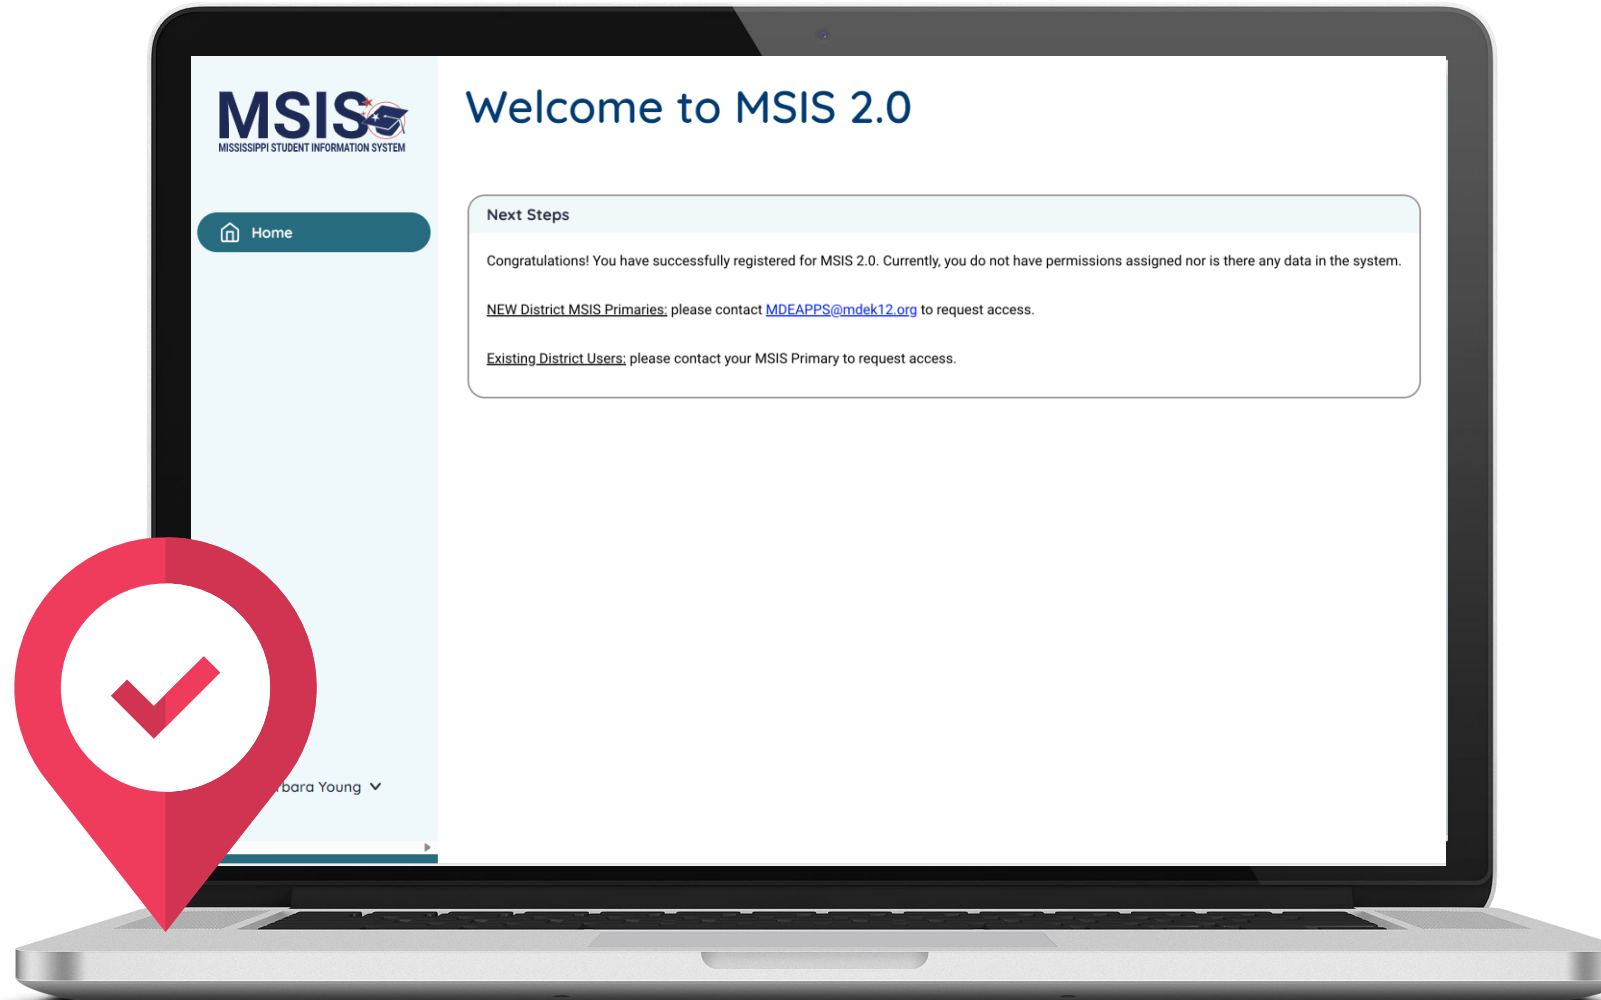 MSIS
MISSISSIPPI STUDENT INFORMATION SYSTEM
Home
Welcome to MSIS 2.0
Next Steps
Congratulations! You have successfully registered for MSIS 2.0. Currently, you do not have permissions assigned nor is there any data in the system.
NEW District MSIS Primaries: please contact MDEAPPS@mdek12.org to request access.
Existing District Users: please contact your MSIS Primary to request access.
Young